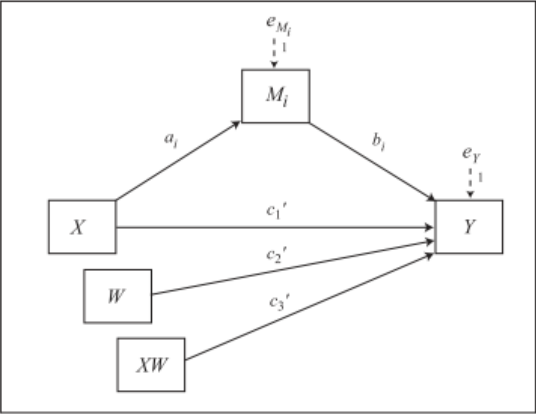 e_{M_i}
1
M_i
a_i
b_i
e_Y
1
X
c_1′
Y
c_2′
W
c_3′
XW